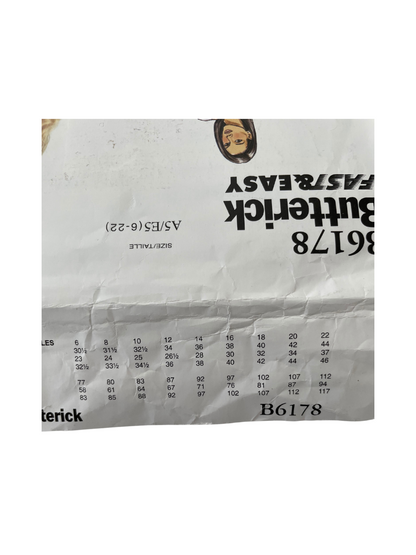 B6178
Butterick
FAST&EASY
SIZE/TAILLE
A5/E5(6-22)
LES 6 8 10 12 14 16 18 20 22
30½ 31½ 32½ 34 36 38 40 42 44
23 24 25 26½ 28 30 32 34 37
32½ 33½ 34½ 36 38 40 42 44 46
77 80 83 87 92 97 102 107 112
58 61 64 67 71 76 81 87 94
83 85 88 92 97 102 107 112 117
terick B6178